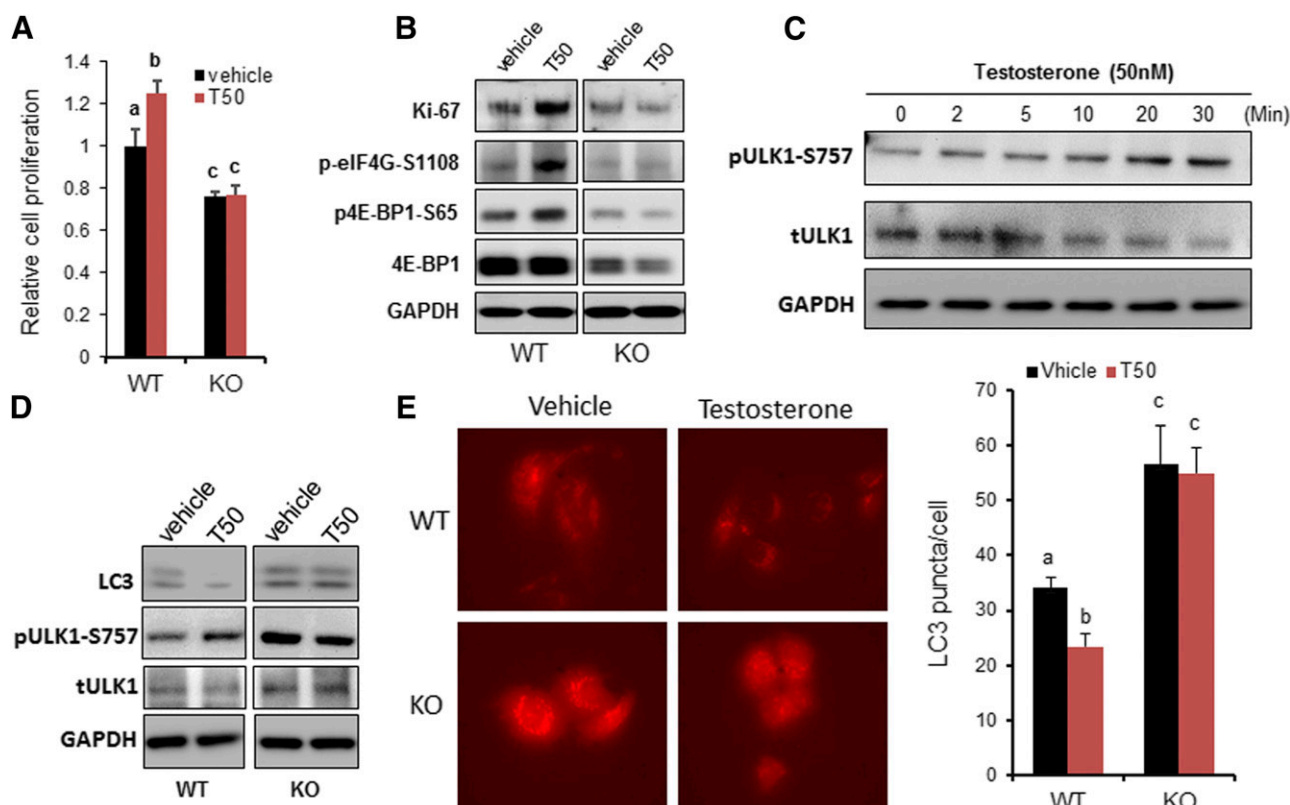 A
Relative cell proliferation
1.4
1.2
1
0.8
0.6
0.4
0.2
0
a
b
c
c
vehicle
T50
WT
KO
B
vehicle
T50
vehicle
T50
Ki-67
p-eIF4G-S1108
p4E-BP1-S65
4E-BP1
GAPDH
WT
KO
C
Testosterone (50nM)
0 2 5 10 20 30 (Min)
pULK1-S757
tULK1
GAPDH
D
vehicle
T50
vehicle
T50
LC3
pULK1-S757
tULK1
GAPDH
WT
KO
E
Vehicle
Testosterone
WT
KO
Vhicle
T50
LC3 puncta/cell
70
60
50
40
30
20
10
0
a
b
c
c
WT
KO